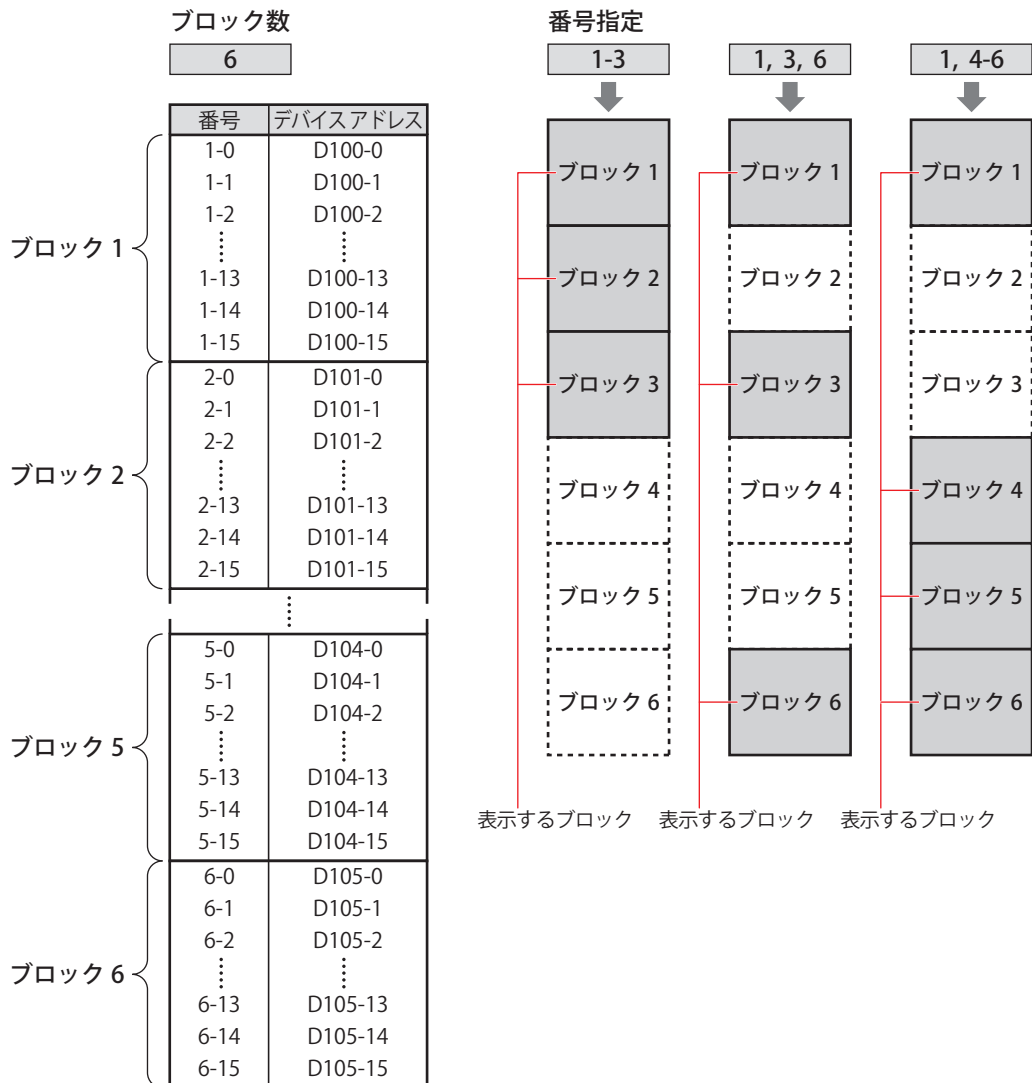 ブロック数
6
番号 デバイスアドレス
ブロック 1
1-0 D100-0
1-1 D100-1
1-2 D100-2
1-13 D100-13
1-14 D100-14
1-15 D100-15
ブロック 2
2-0 D101-0
2-1 D101-1
2-2 D101-2
2-13 D101-13
2-14 D101-14
2-15 D101-15
ブロック 5
5-0 D104-0
5-1 D104-1
5-2 D104-2
5-13 D104-13
5-14 D104-14
5-15 D104-15
ブロック 6
6-0 D105-0
6-1 D105-1
6-2 D105-2
6-13 D105-13
6-14 D105-14
6-15 D105-15
番号指定
1-3
ブロック 1
ブロック 2
ブロック 3
ブロック 4
ブロック 5
ブロック 6
表示するブロック
1, 3, 6
ブロック 1
ブロック 2
ブロック 3
ブロック 4
ブロック 5
ブロック 6
表示するブロック
1, 4-6
ブロック 1
ブロック 2
ブロック 3
ブロック 4
ブロック 5
ブロック 6
表示するブロック